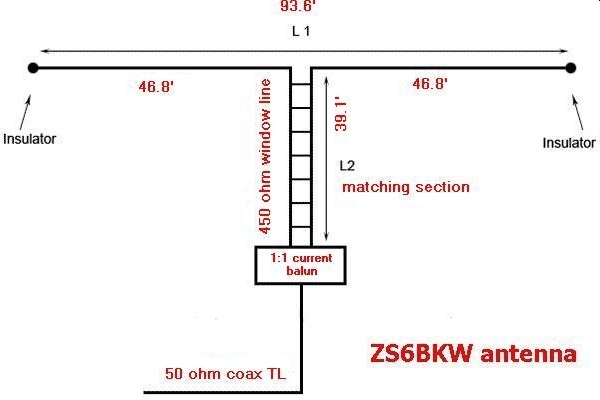 93.6'
L 1
46.8'
46.8'
Insulator
Insulator
450 ohm window line
39.1'
L2
matching section
1:1 current
balun
ZS6BKW antenna
50 ohm coax TL